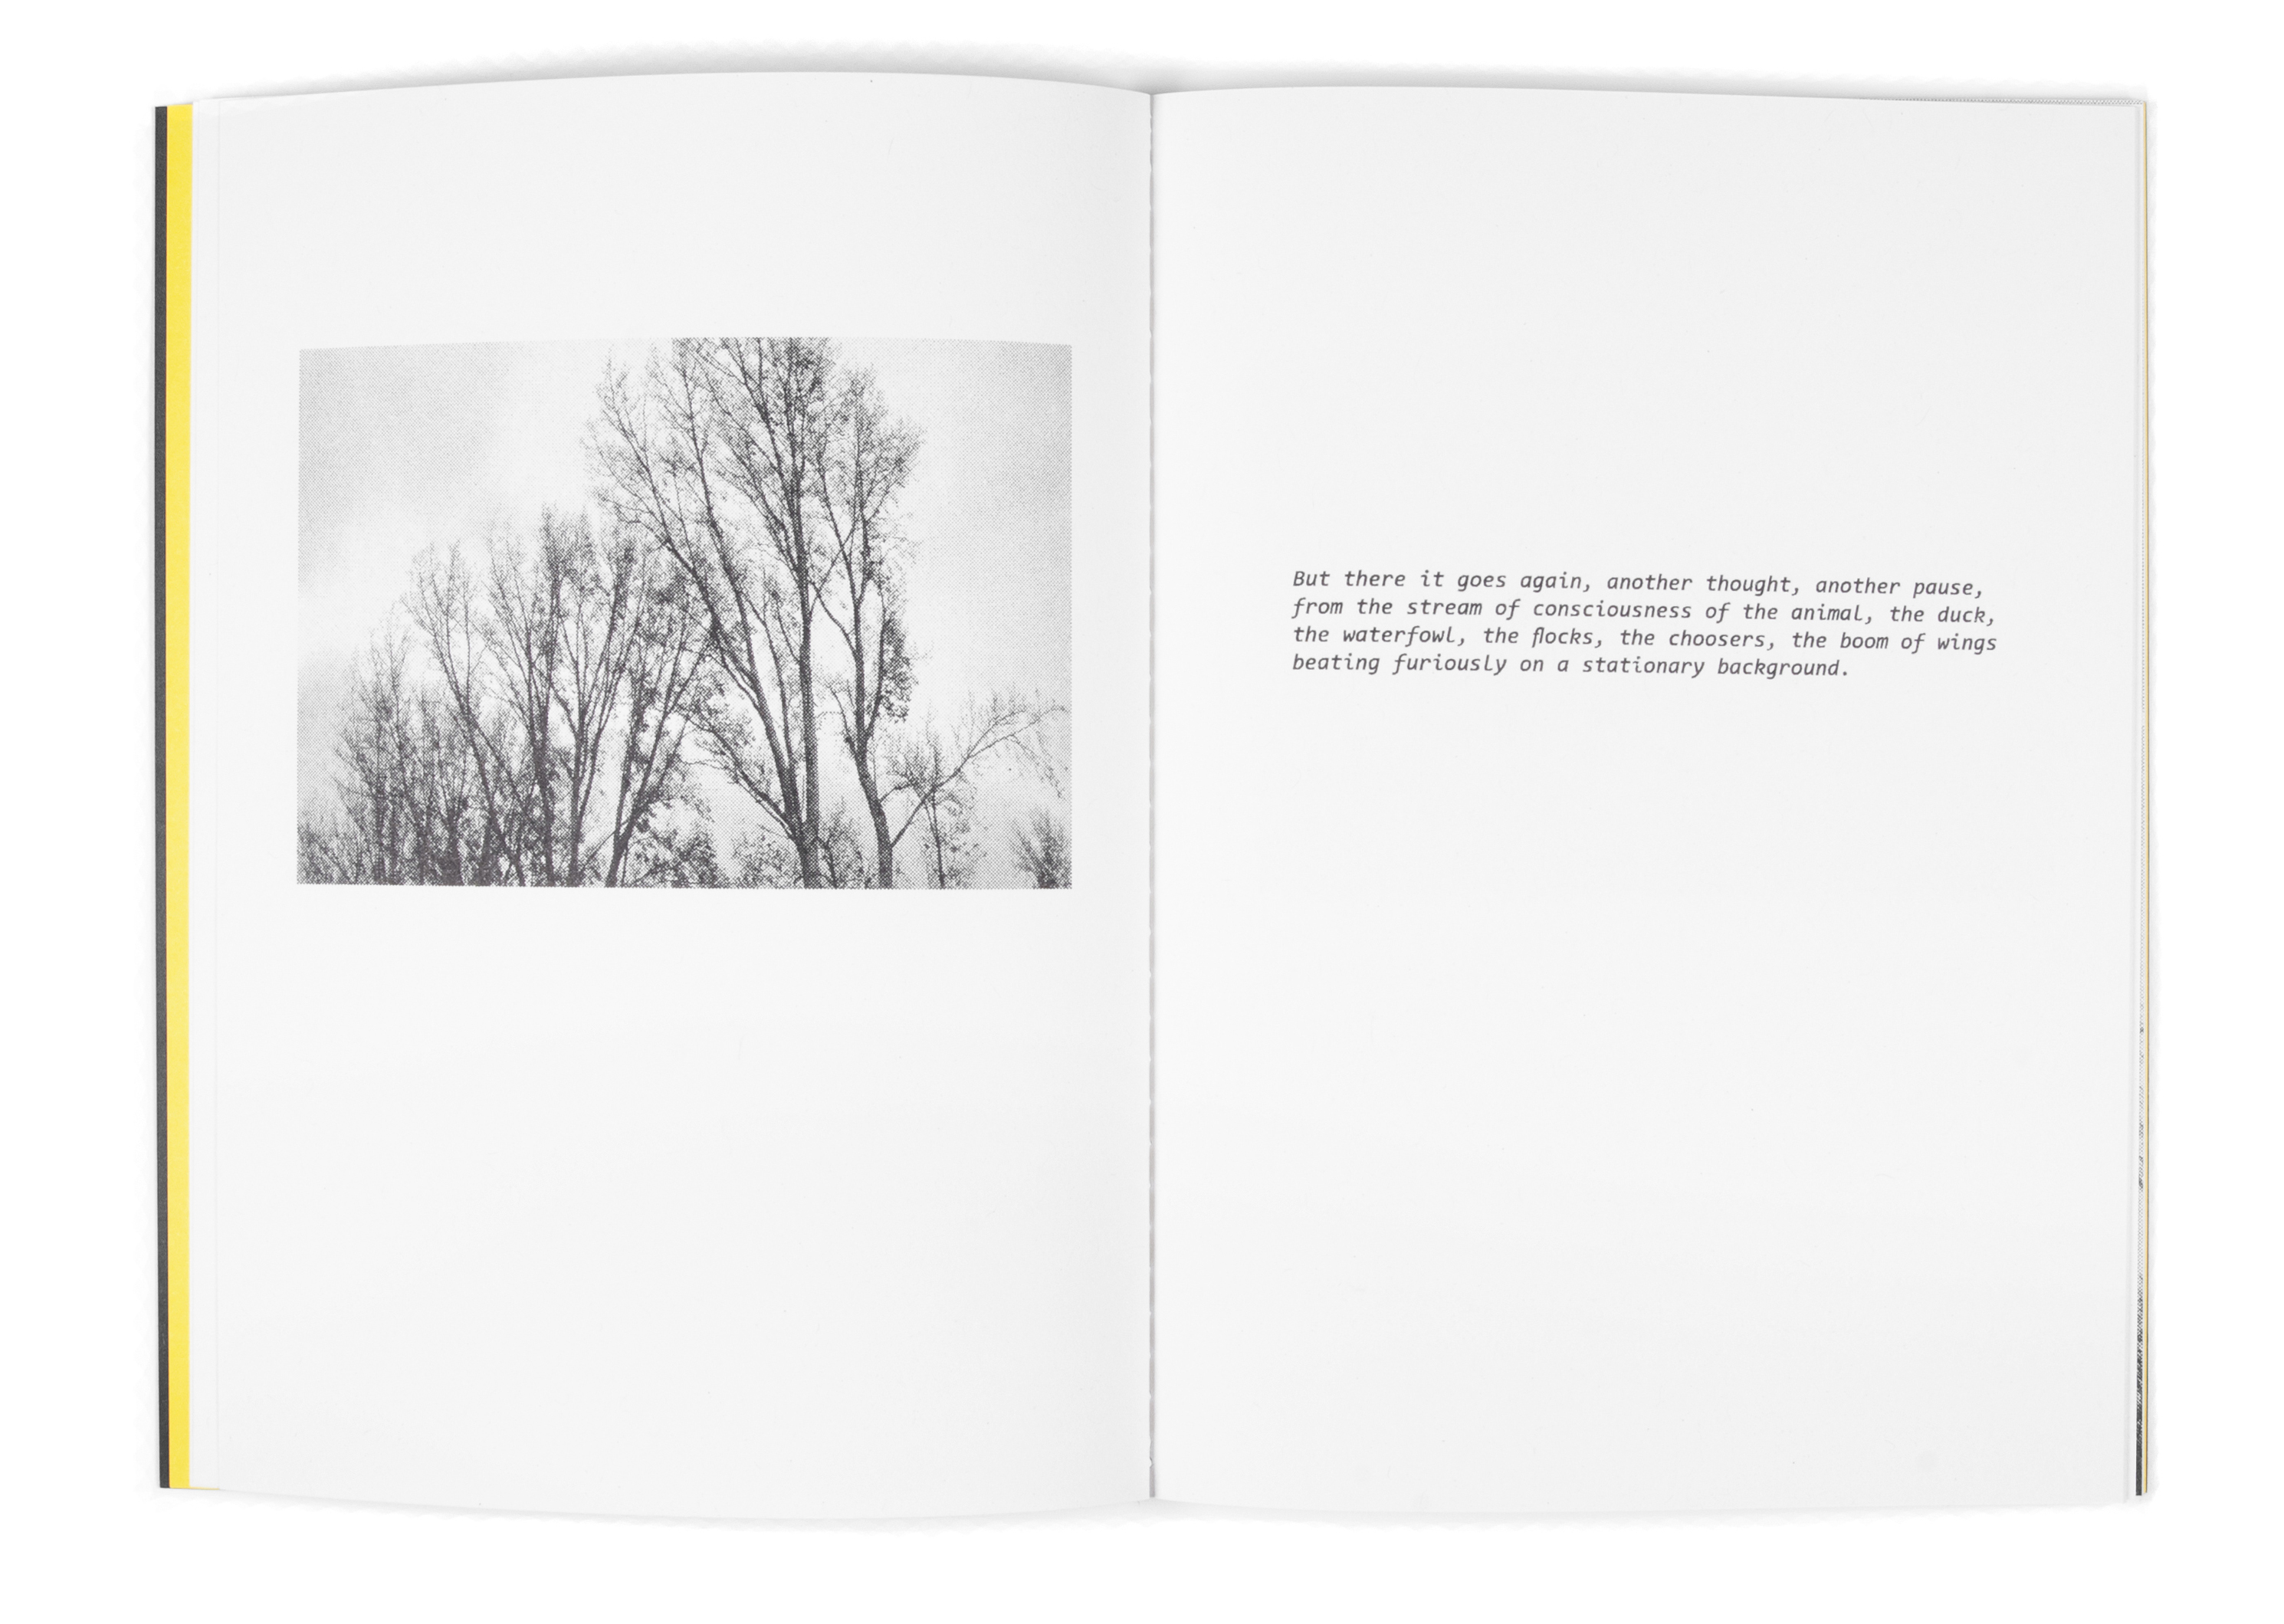 But there it goes again, another thought, another pause,
from the stream of consciousness of the animal, the duck,
the waterfowl, the flocks, the choosers, the boom of wings
beating furiously on a stationary background.